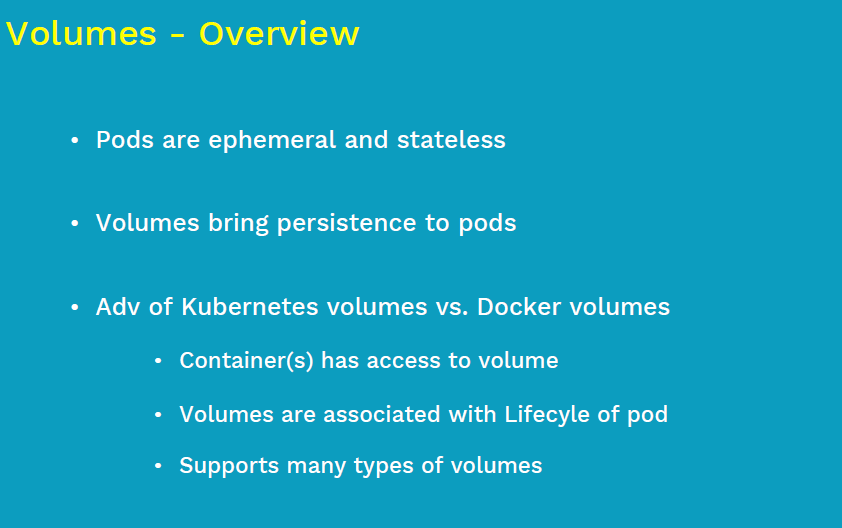 Volumes - Overview
• Pods are ephemeral and stateless
• Volumes bring persistence to pods
• Adv of Kubernetes volumes vs. Docker volumes
• Container(s) has access to volume
• Volumes are associated with Lifecyle of pod
• Supports many types of volumes